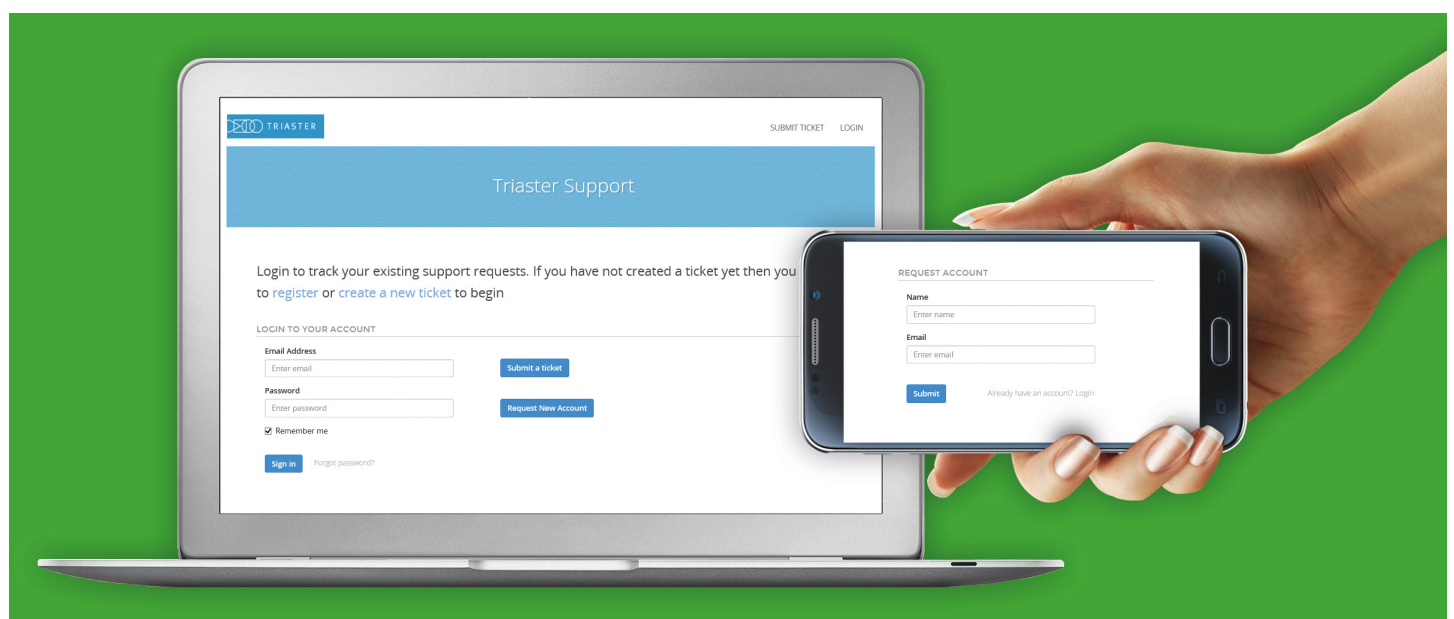 TRIASTER
SUBMIT TICKET LOGIN
Triaster Support
Login to track your existing support requests. If you have not created a ticket yet then you
to register or create a new ticket to begin
LOGIN TO YOUR ACCOUNT
Email Address
Enter email
Submit a ticket
Password
Enter password
Request New Account
Remember me
Sign in Forgot password?
REQUEST ACCOUNT
Name
Enter name
Email
Enter email
Submit Already have an account? Login